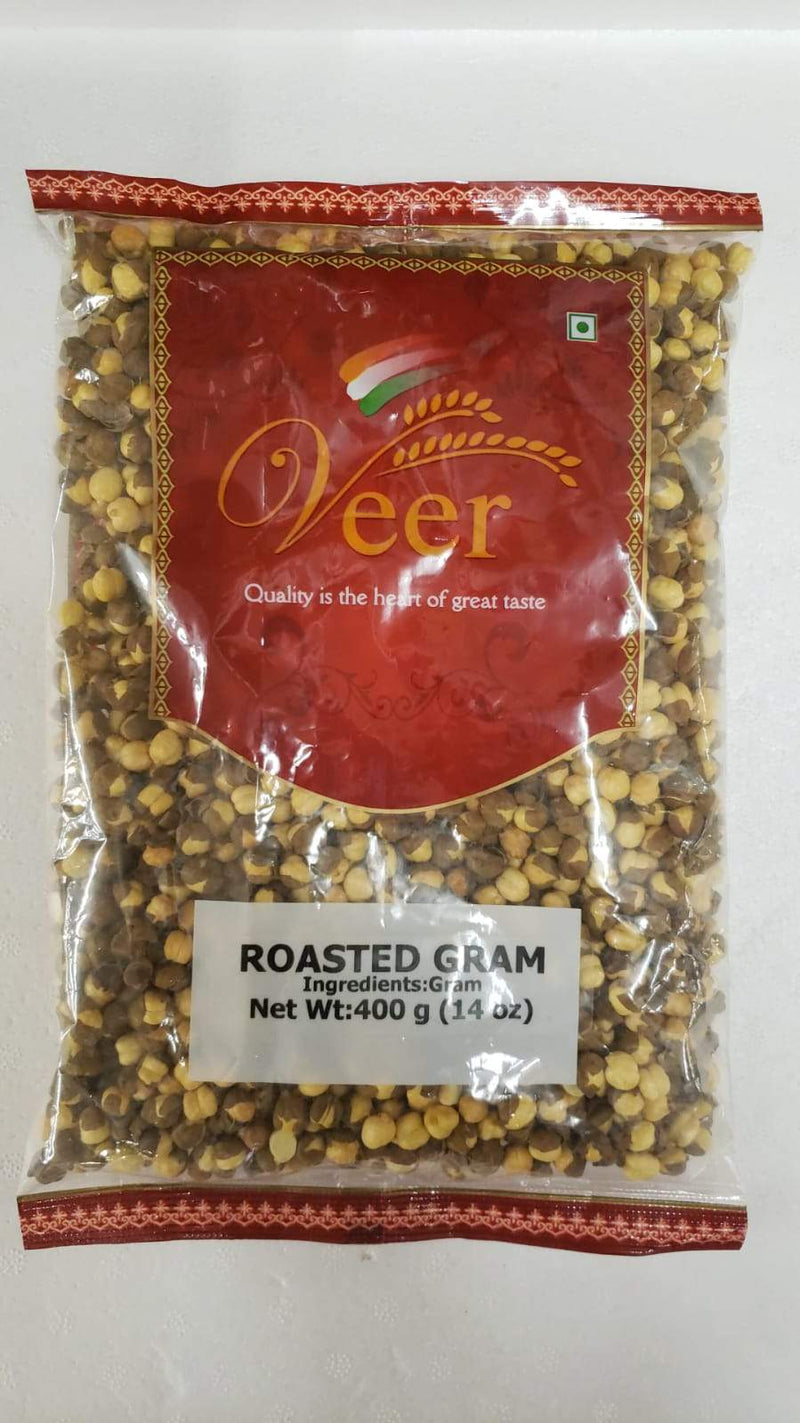 Veer
Quality is the heart of great taste
ROASTED GRAM
Ingredients:Gram
Net Wt:400 g (14 oz)